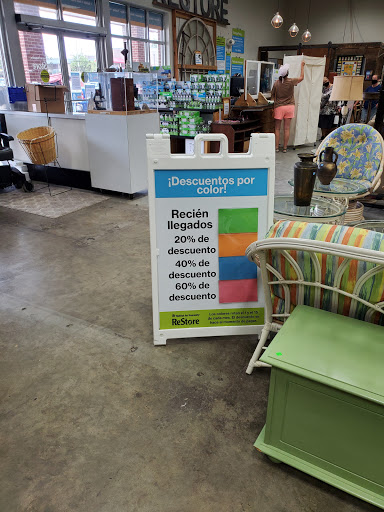 RESTORE
¡Descuentos por
color!
Recién
llegados
20% de
descuento
40% de
descuento
60% de
descuento
ReStore